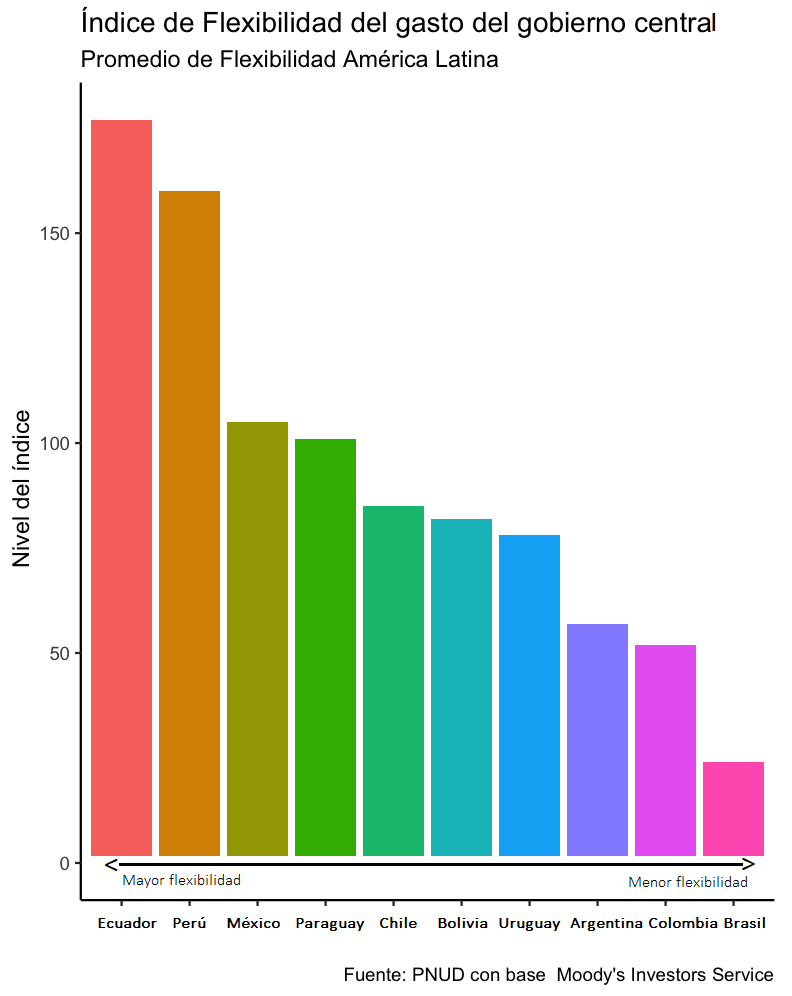 Índice de Flexibilidad del gasto del gobierno central
Promedio de Flexibilidad América Latina
Nivel del índice
150
100
50
0
Mayor flexibilidad
Menor flexibilidad
Ecuador Perú México Paraguay Chile Bolivia Uruguay Argentina Colombia Brasil
Fuente: PNUD con base  Moody's Investors Service